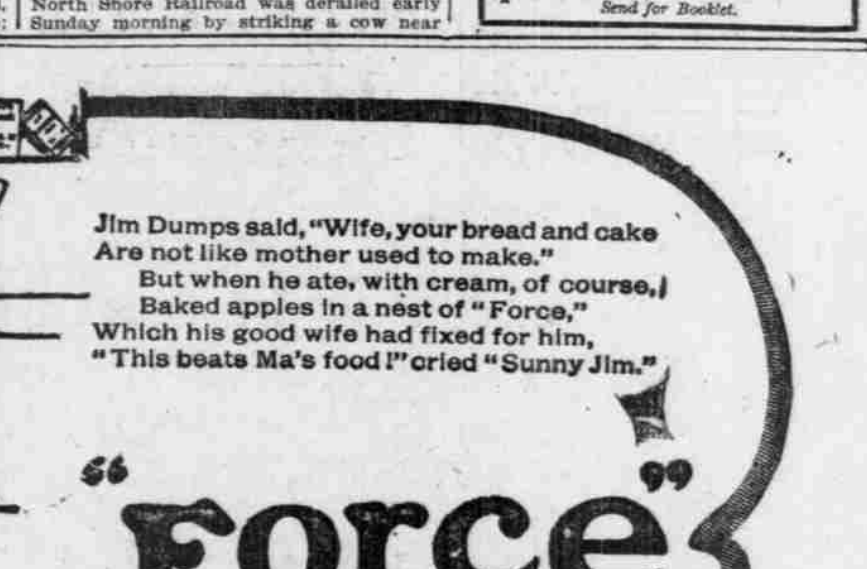 North Shore Railroad was derailed early
Sunday morning by striking a cow near
Send for Booklet.
Jim Dumps said, "Wife, your bread and cake
Are not like mother used to make."
But when he ate, with cream, of course,
Baked apples in a nest of "Force,"
Which his good wife had fixed for him,
"This beats Ma's food!" cried "Sunny Jim."
"Force"